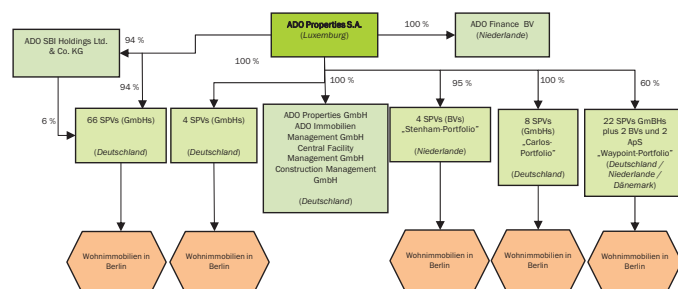 ADO Properties S.A.
(Luxemburg)
100 %
ADO Finance BV
(Niederlande)
ADO SBI Holdings Ltd.
& Co. KG
94 %
100 %
94 %
100 %
95 %
100 %
60 %
6 %
66 SPVs (GmbHs)
(Deutschland)
4 SPVs (GmbHs)
(Deutschland)
ADO Properties GmbH
ADO Immobilien
Management GmbH
Central Facility
Management GmbH
Construction Management
GmbH
(Deutschland)
4 SPVs (BVs)
„Stenham-Portfolio“
(Niederlande)
8 SPVs
(GmbHs)
„Carlos-
Portfolio“
(Deutschland)
22 SPVs GmBHs
plus 2 BVs und 2
ApS
„Waypoint-Portfolio“
(Deutschland /
Niederlande /
Dänemark)
Wohnimmobilien in
Berlin
Wohnimmobilien in
Berlin
Wohnimmobilien in
Berlin
Wohnimmobilien in
Berlin
Wohnimmobilien in
Berlin